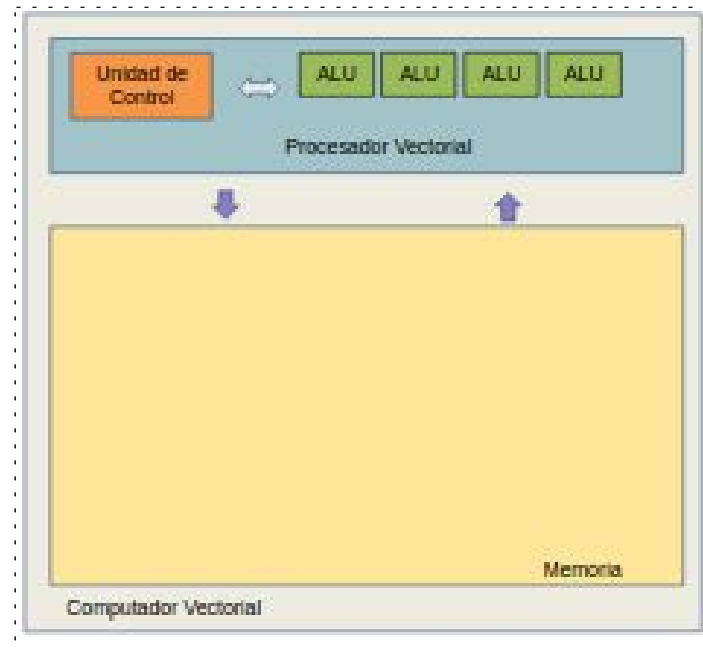 Unidad de
Control
ALU ALU ALU ALU
Procesador Vectorial
Memoria
Computador Vectorial